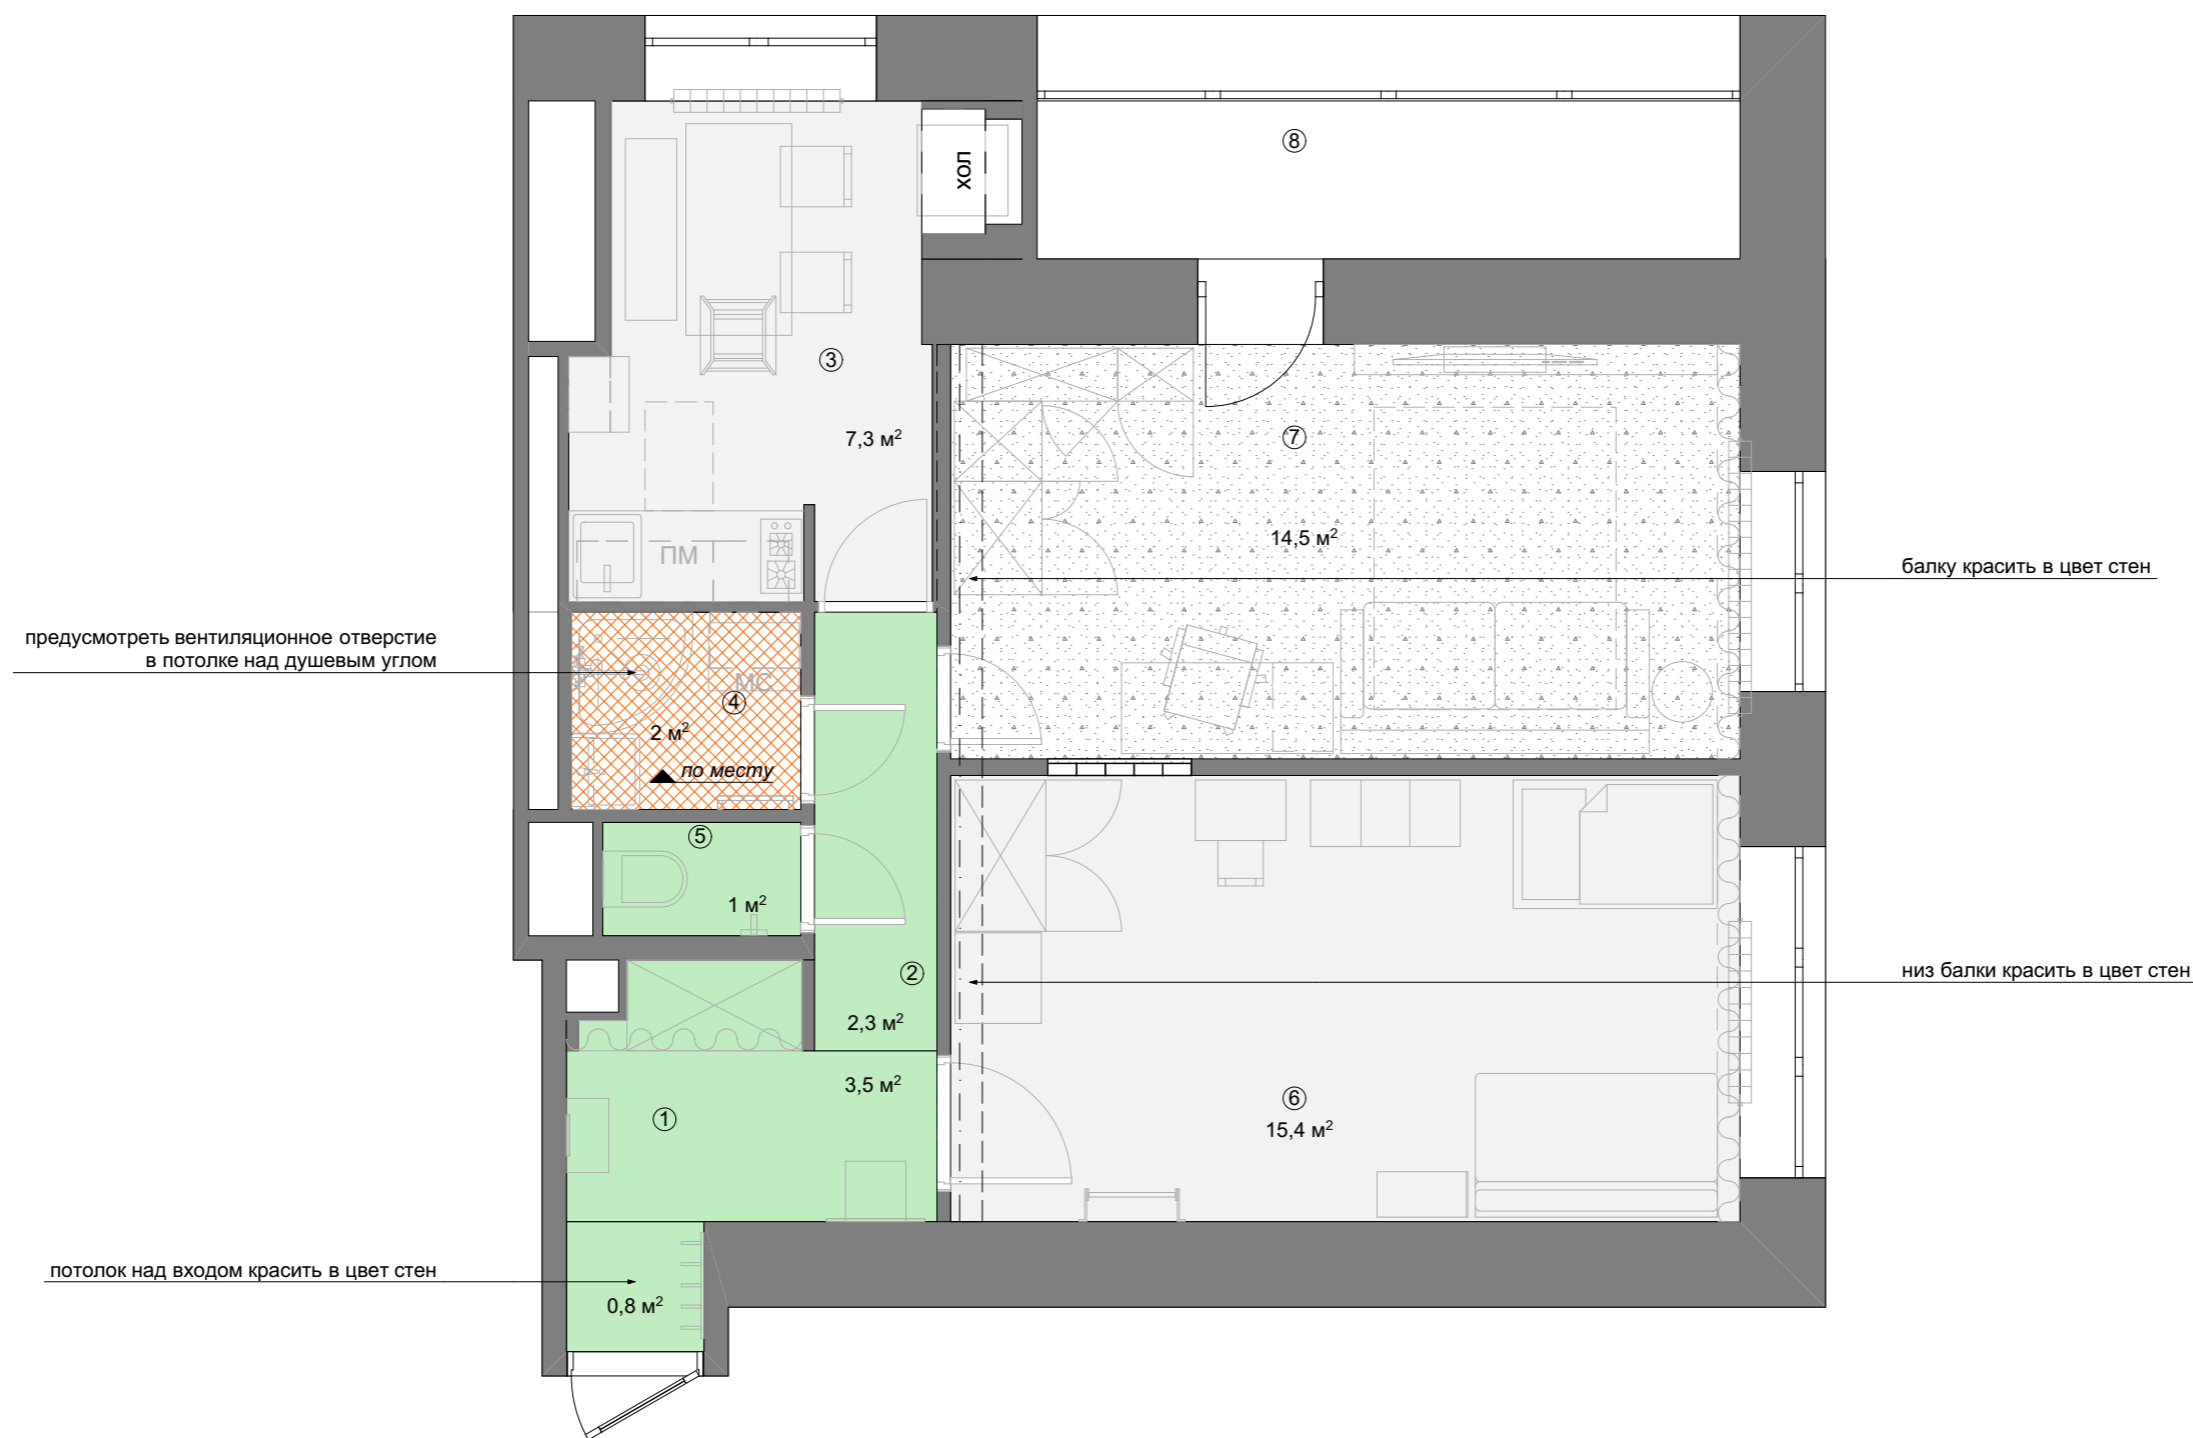 ⑧
ХОЛ
③
7,3 м²
⑦
14,5 м²
ПМ
балку красить в цвет стен
предусмотреть вентиляционное отверстие
в потолке над душевым углом
МС
④
2 м²
по месту
⑤
1 м²
②
2,3 м²
низ балки красить в цвет стен
3,5 м²
①
⑥
15,4 м²
потолок над входом красить в цвет стен
0,8 м²